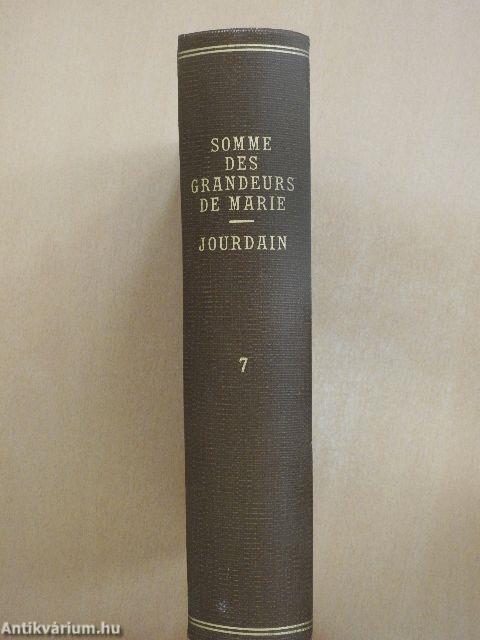 SOMME
DES
GRANDEURS
DE MARIE
JOURDAIN
7
Antikvárium.hu